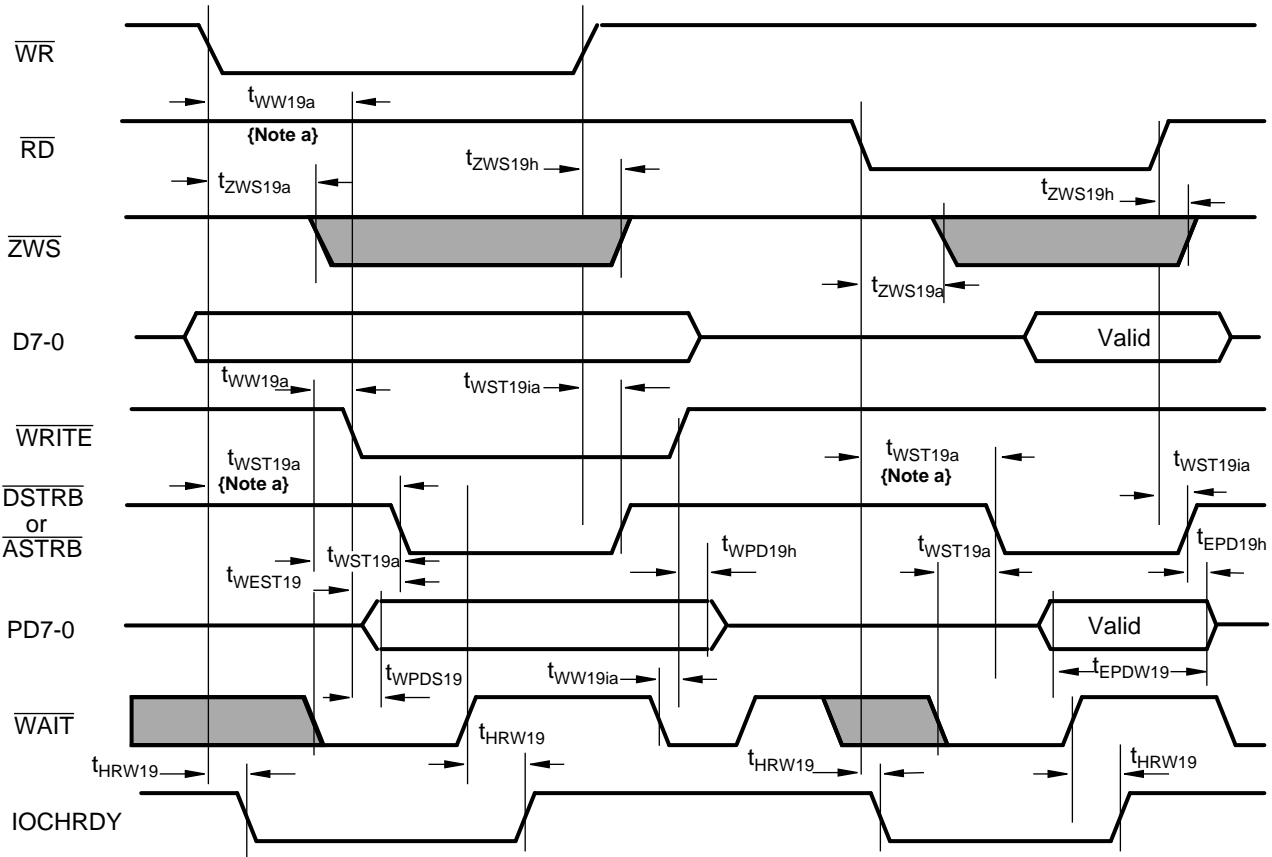 WR
tWW19a
{Note a}
RD
tZWS19h
tZWS19a
tZWS19h
ZWS
tZWS19a
D7-0
Valid
tWW19a
tWST19ia
WRITE
tWST19a
{Note a}
tWST19a
{Note a}
tWST19ia
DSTRB
or
ASTRB
tWST19a
tWPD19h
tWST19a
tEPD19h
tWEST19
PD7-0
Valid
tWPDS19
tWW19ia
tEPDW19
WAIT
tHRW19
tHRW19
tHRW19
tHRW19
IOCHRDY